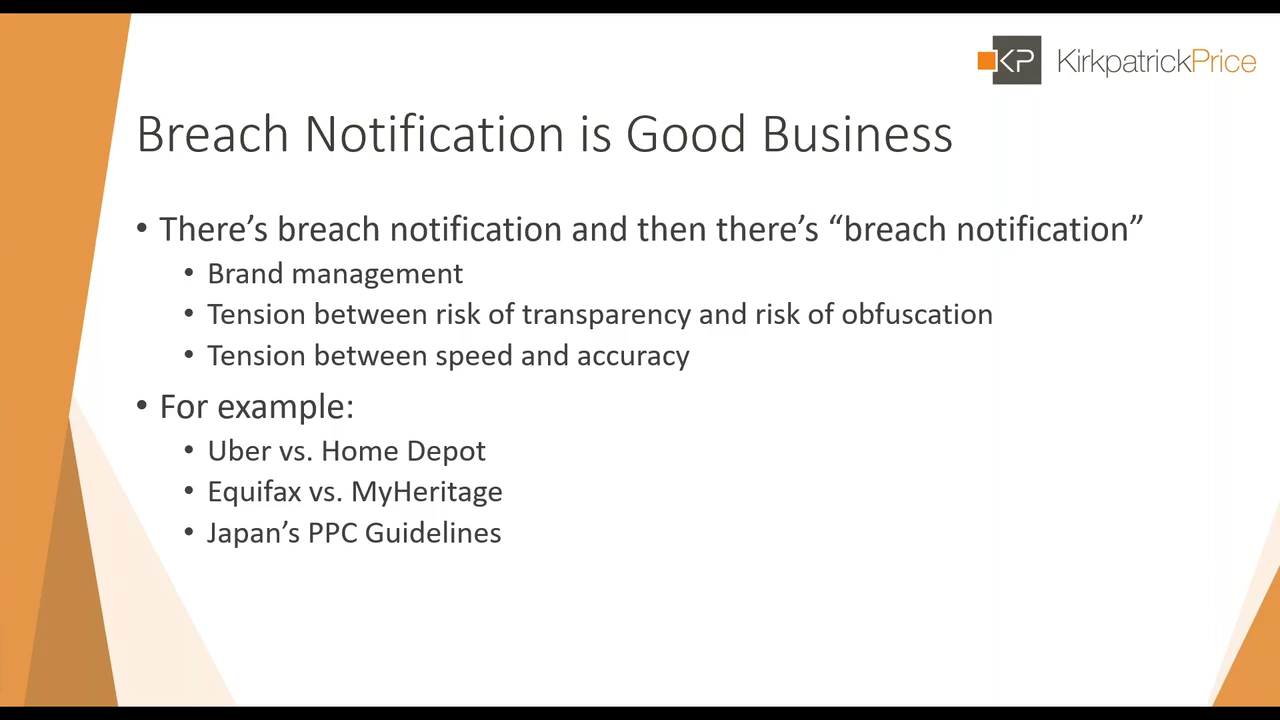 KP KirkpatrickPrice
Breach Notification is Good Business
• There’s breach notification and then there’s “breach notification”
• Brand management
• Tension between risk of transparency and risk of obfuscation
• Tension between speed and accuracy
• For example:
• Uber vs. Home Depot
• Equifax vs. MyHeritage
• Japan’s PPC Guidelines